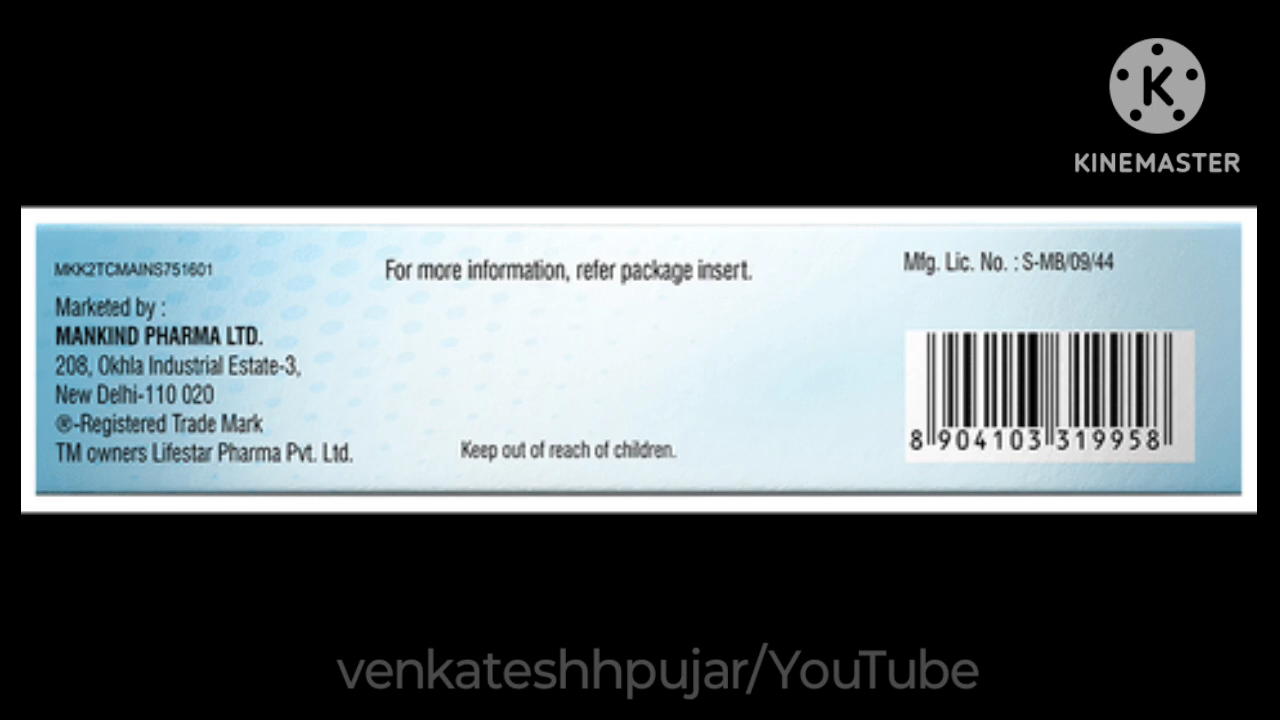 K
KINEMASTER
MKK2TCMAINS751601
Marketed by :
MANKIND PHARMA LTD.
208, Okhla Industrial Estate-3,
New Delhi-110 020
®-Registered Trade Mark
TM owners Lifestar Pharma Pvt. Ltd.
For more information, refer package insert.
Keep out of reach of children.
Mfg. Lic. No. : S-MB/09/44
8 904103 319958
venkateshhpujar/YouTube